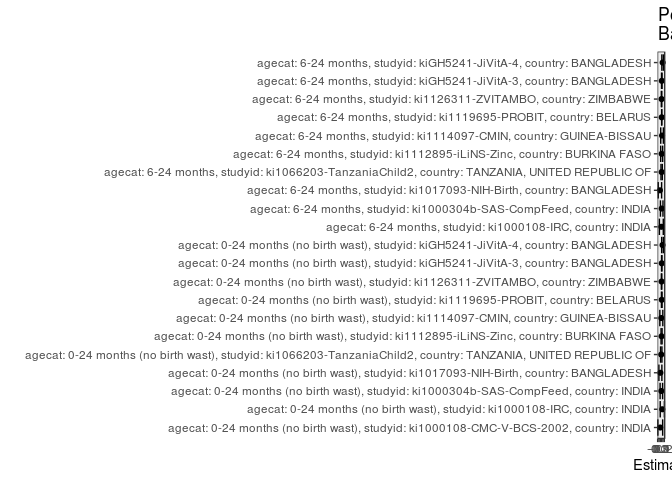 P
Ba
agecat: 6-24 months, studyid: kiGH5241-JiVitA-4, country: BANGLADESH
agecat: 6-24 months, studyid: kiGH5241-JiVitA-3, country: BANGLADESH
agecat: 6-24 months, studyid: ki1126311-ZVITAMBO, country: ZIMBABWE
agecat: 6-24 months, studyid: ki1119695-PROBIT, country: BELARUS
agecat: 6-24 months, studyid: ki1114097-CMIN, country: GUINEA-BISSAU
agecat: 6-24 months, studyid: ki1112895-iLiNS-Zinc, country: BURKINA FASO
agecat: 6-24 months, studyid: ki1066203-TanzaniaChild2, country: TANZANIA, UNITED REPUBLIC OF
agecat: 6-24 months, studyid: ki1017093-NIH-Birth, country: BANGLADESH
agecat: 6-24 months, studyid: ki1000304b-SAS-CompFeed, country: INDIA
agecat: 6-24 months, studyid: ki1000108-IRC, country: INDIA
agecat: 0-24 months (no birth wast), studyid: kiGH5241-JiVitA-4, country: BANGLADESH
agecat: 0-24 months (no birth wast), studyid: kiGH5241-JiVitA-3, country: BANGLADESH
agecat: 0-24 months (no birth wast), studyid: ki1126311-ZVITAMBO, country: ZIMBABWE
agecat: 0-24 months (no birth wast), studyid: ki1119695-PROBIT, country: BELARUS
agecat: 0-24 months (no birth wast), studyid: ki1114097-CMIN, country: GUINEA-BISSAU
agecat: 0-24 months (no birth wast), studyid: ki1112895-iLiNS-Zinc, country: BURKINA FASO
agecat: 0-24 months (no birth wast), studyid: ki1066203-TanzaniaChild2, country: TANZANIA, UNITED REPUBLIC OF
agecat: 0-24 months (no birth wast), studyid: ki1017093-NIH-Birth, country: BANGLADESH
agecat: 0-24 months (no birth wast), studyid: ki1000304b-SAS-CompFeed, country: INDIA
agecat: 0-24 months (no birth wast), studyid: ki1000108-IRC, country: INDIA
agecat: 0-24 months (no birth wast), studyid: ki1000108-CMC-V-BCS-2002, country: INDIA
Estima